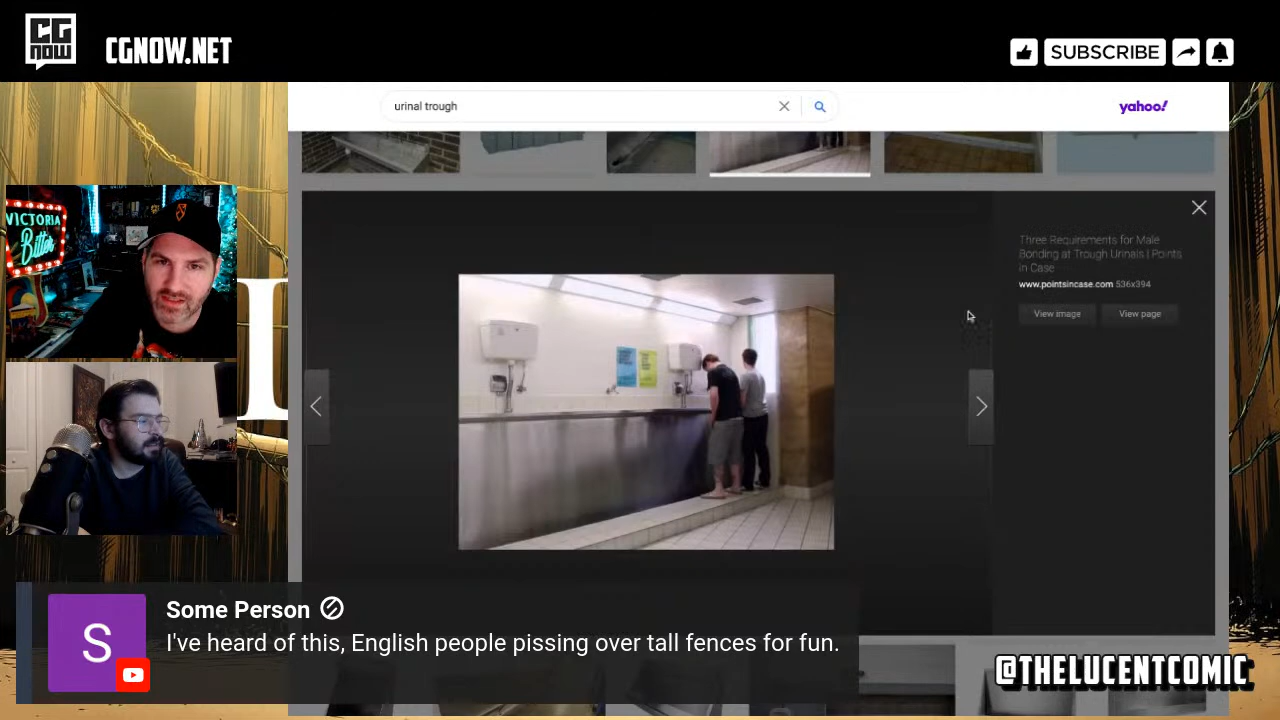 CG
NOW
CGNOW.NET
SUBSCRIBE
urinal trough
yahoo!
VICTORIA
Bitter
Three Requirements for Male
Bonding at Trough Urinals | Points
in Case
www.pointsincase.com 536x394
View image
View page
S
Some Person
I've heard of this, English people pissing over tall fences for fun.
@THELUCENTCOMIC